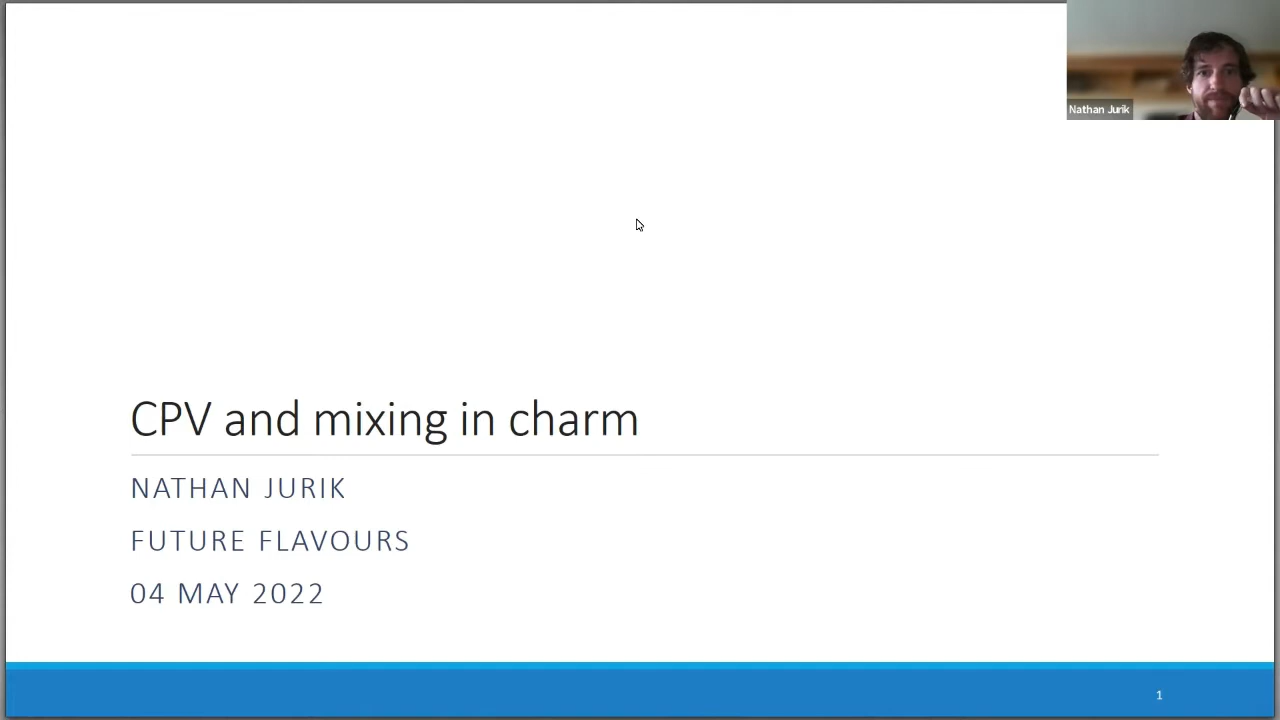 Nathan Jurik
CPV and mixing in charm
NATHAN JURIK
FUTURE FLAVOURS
04 MAY 2022
1